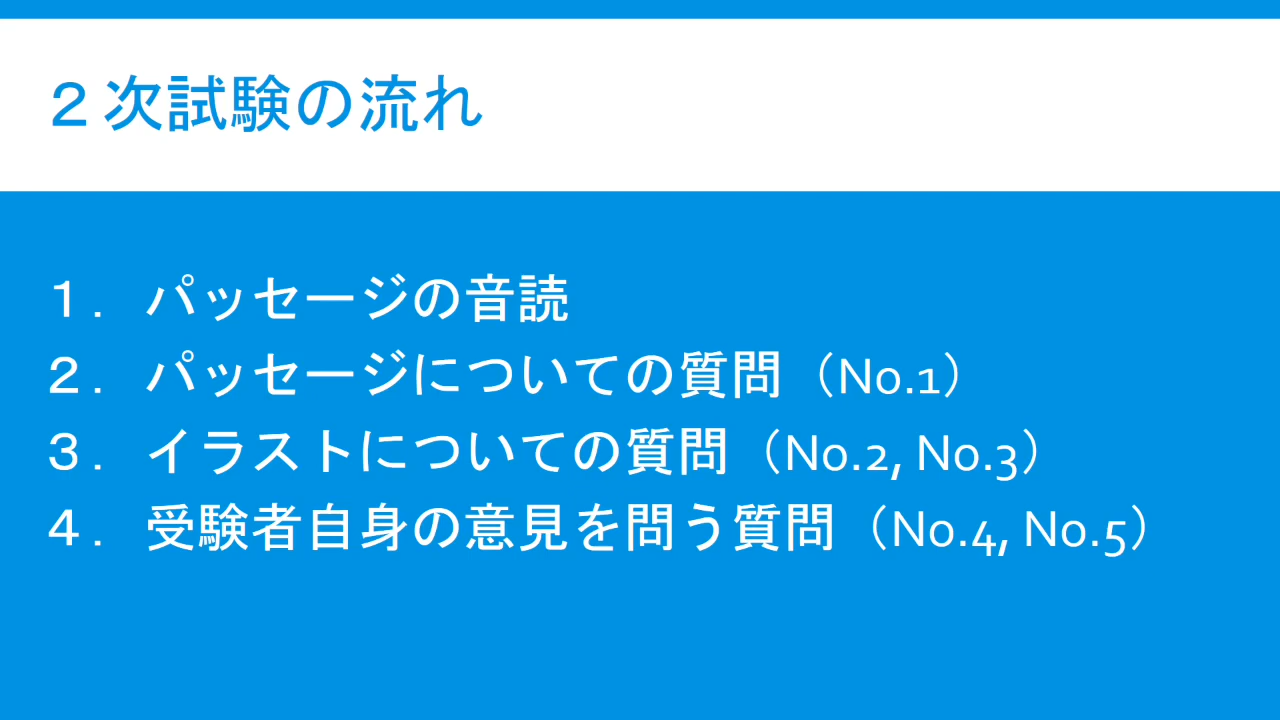 ２次試験の流れ
１． パッセージの音読
２． パッセージについての質問（No.1）
３． イラストについての質問（No.2, No.3）
４． 受験者自身の意見を問う質問（No.4, No.5）